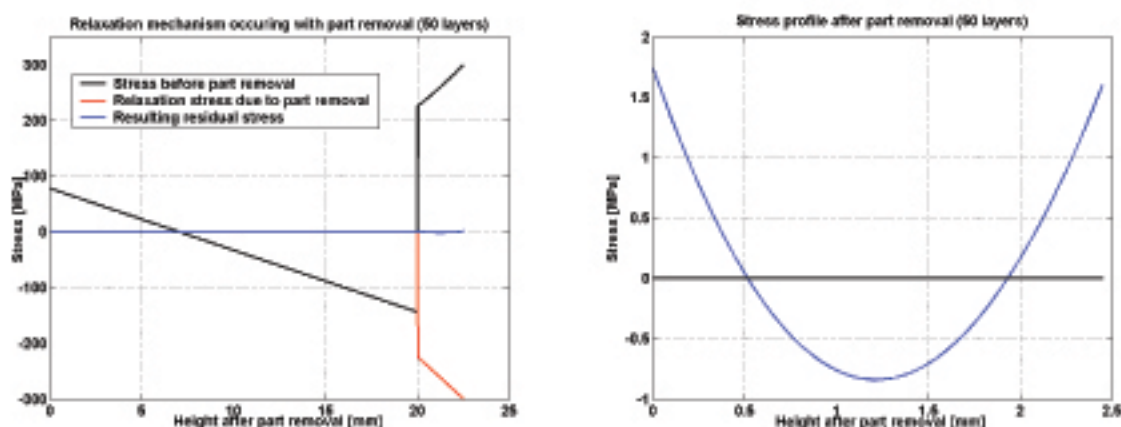 Relaxation mechanism occuring with part removal (50 layers)
300
200
100
0
-100
-200
-300
Stress [MPa]
Stress before part removal
Relaxation stress due to part removal
Resulting residual stress
0
5
10
15
20
25
Height after part removal [mm]
Stress profile after part removal (50 layers)
2
1.5
1
0.5
0
-0.5
-1
Stress [MPa]
0
0.5
1
1.5
2
2.5
Height after part removal [mm]